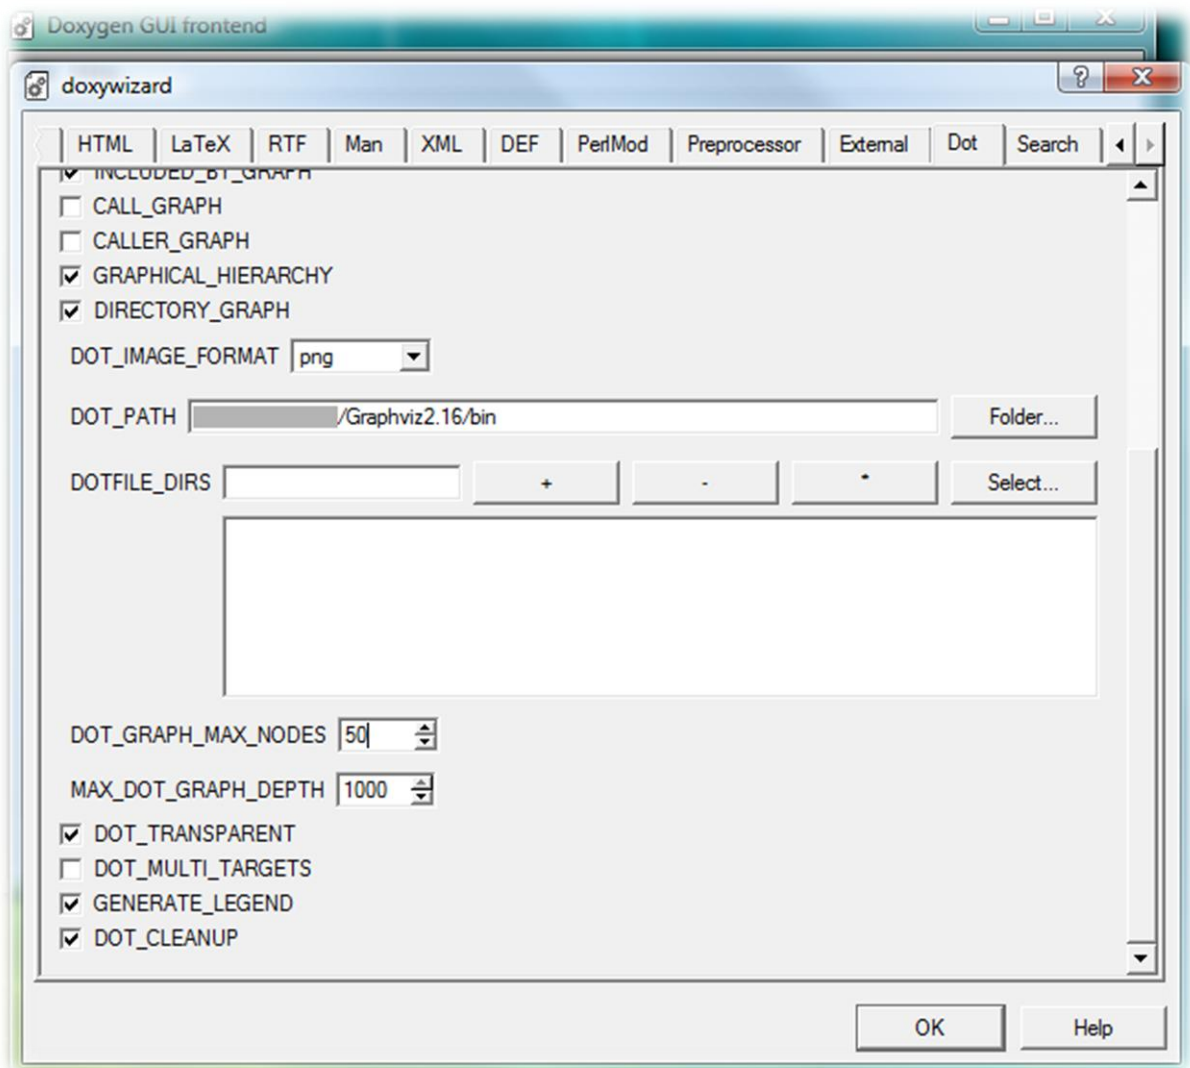 Doxygen GUI frontend
doxywizard
HTML LaTeX RTF Man XML DEF PerlMod Preprocessor External Dot Search
INCLUDED_BY_GRAPH
CALL_GRAPH
CALLER_GRAPH
GRAPHICAL_HIERARCHY
DIRECTORY_GRAPH
DOT_IMAGE_FORMAT png
DOT_PATH /Graphviz2.16/bin Folder...
DOTFILE_DIRS + - * Select...
DOT_GRAPH_MAX_NODES 50
MAX_DOT_GRAPH_DEPTH 1000
DOT_TRANSPARENT
DOT_MULTI_TARGETS
GENERATE_LEGEND
DOT_CLEANUP
OK Help